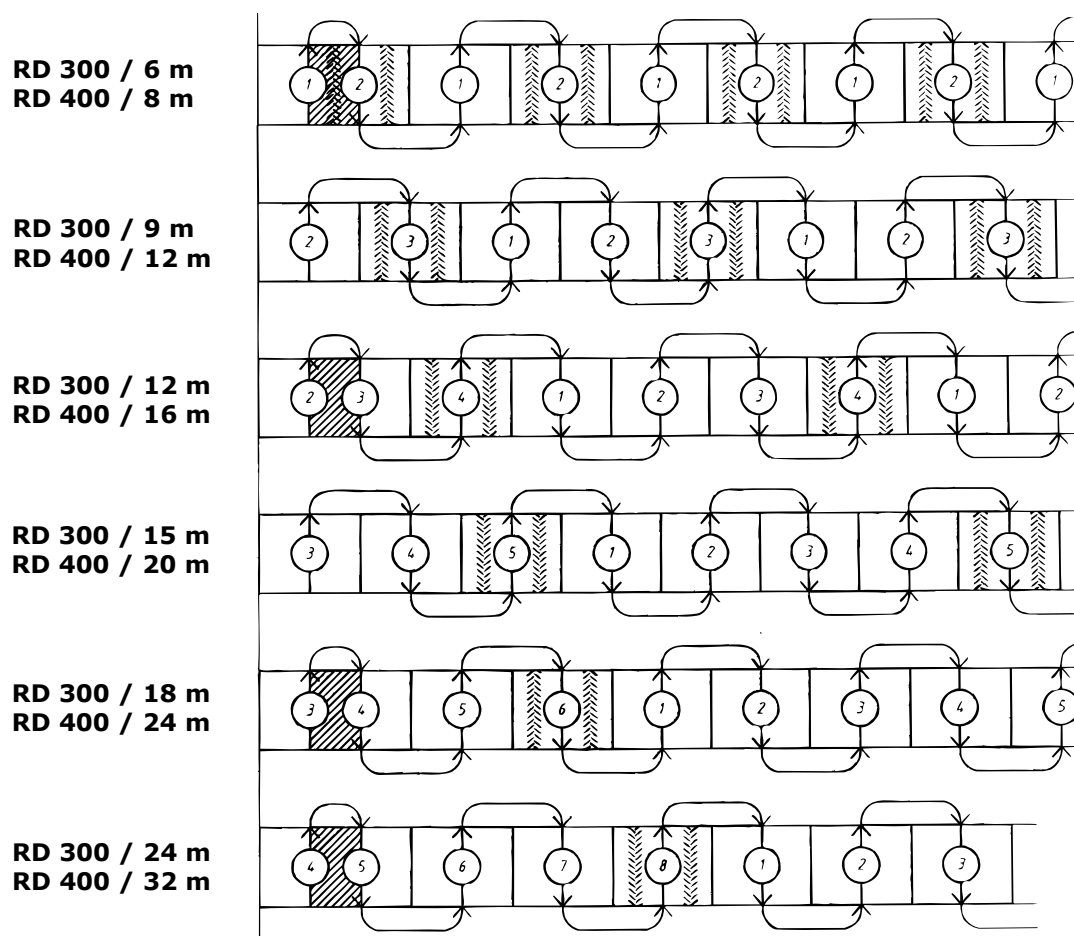 RD 300 / 6 m
RD 400 / 8 m
1 2 1 2 1 2 1 2 1
RD 300 / 9 m
RD 400 / 12 m
2 3 1 2 3 1 2 3
RD 300 / 12 m
RD 400 / 16 m
2 3 4 1 2 3 4 1 2
RD 300 / 15 m
RD 400 / 20 m
3 4 5 1 2 3 4 5
RD 300 / 18 m
RD 400 / 24 m
3 4 5 6 1 2 3 4 5
RD 300 / 24 m
RD 400 / 32 m
4 5 6 7 8 1 2 3